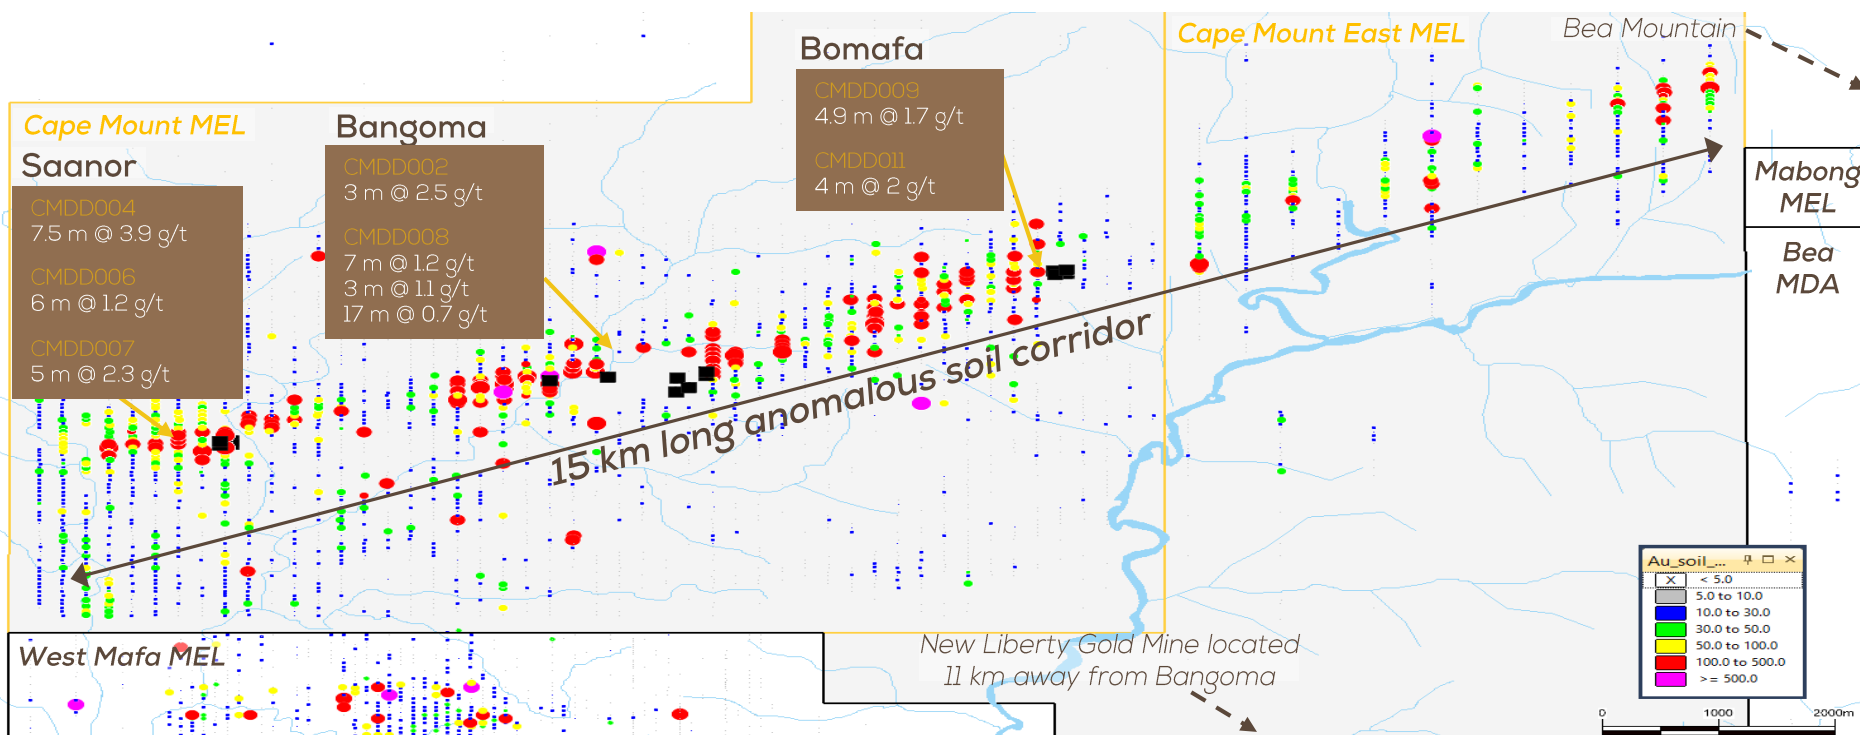 Cape Mount East MEL
Bea Mountain
Bomafa
CMDD009
4.9 m @ 1.7 g/t
CMDD011
4 m @ 2 g/t
Cape Mount MEL
Bangoma
CMDD002
3 m @ 2.5 g/t
CMDD008
7 m @ 1.2 g/t
3 m @ 1.1 g/t
17 m @ 0.7 g/t
Saanor
CMDD004
7.5 m @ 3.9 g/t
CMDD006
6 m @ 1.2 g/t
CMDD007
5 m @ 2.3 g/t
Mabong
MEL
Bea
MDA
15 km long anomalous soil corridor
West Mafa MEL
New Liberty Gold Mine located
11 km away from Bangoma
Au_soil_...
< 5.0
5.0 to 10.0
10.0 to 30.0
30.0 to 50.0
50.0 to 100.0
100.0 to 500.0
>= 500.0
0 1000 2000m